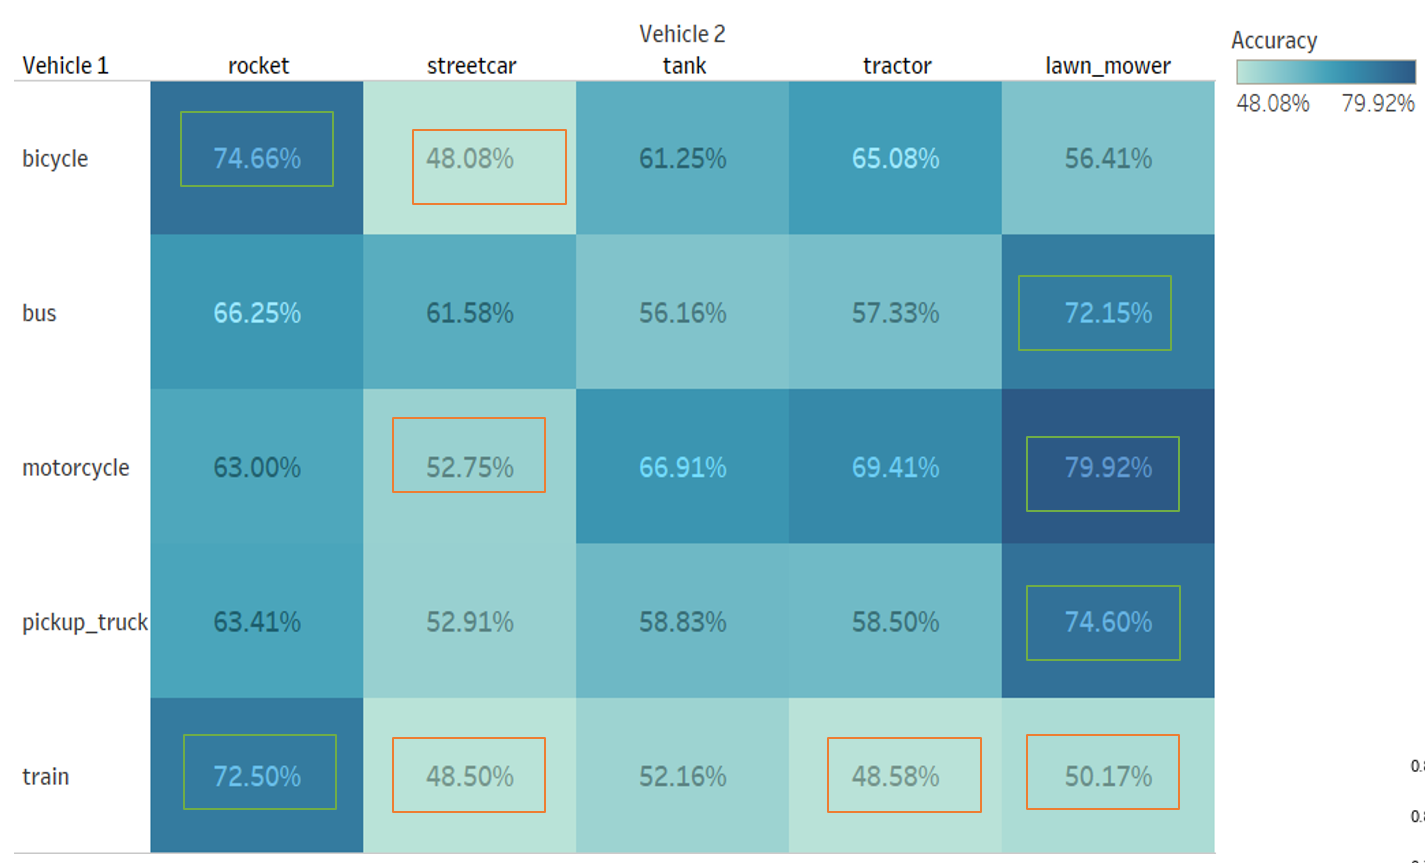 Vehicle 2
Accuracy
Vehicle 1 rocket streetcar tank tractor lawn_mower
48.08% 79.92%
bicycle 74.66% 48.08% 61.25% 65.08% 56.41%
bus 66.25% 61.58% 56.16% 57.33% 72.15%
motorcycle 63.00% 52.75% 66.91% 69.41% 79.92%
pickup_truck 63.41% 52.91% 58.83% 58.50% 74.60%
train 72.50% 48.50% 52.16% 48.58% 50.17%